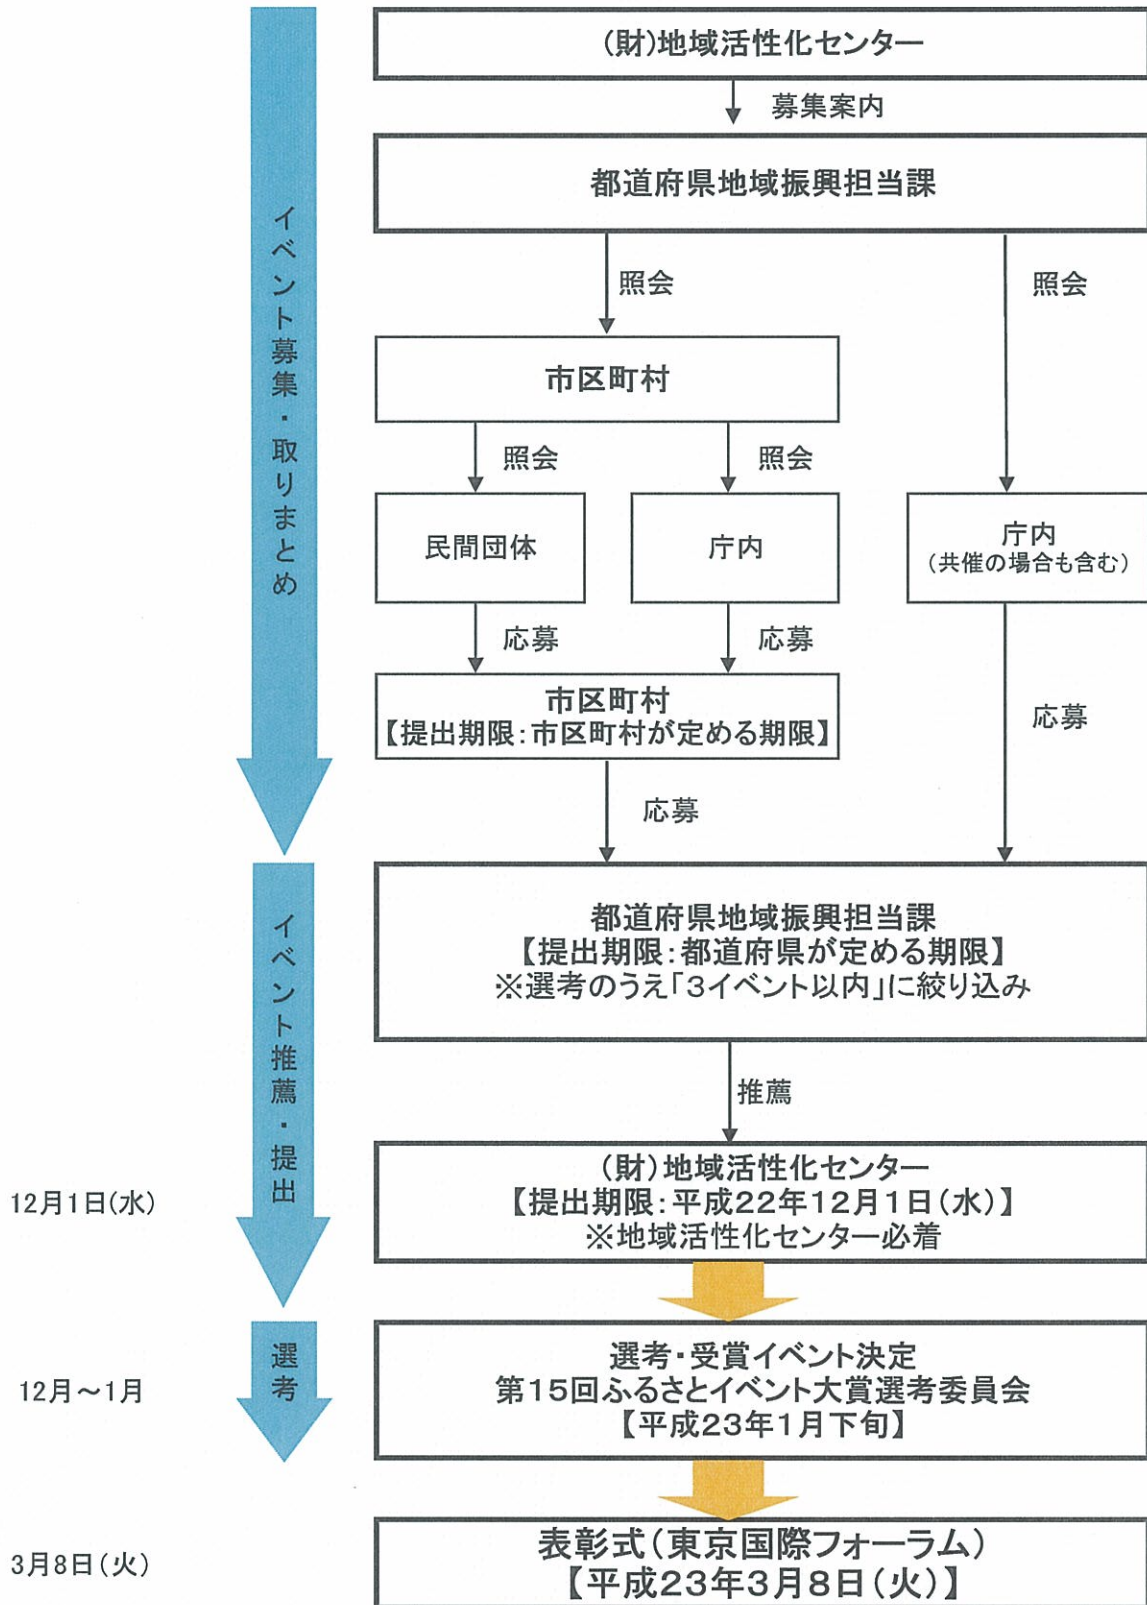 (財)地域活性化センター
募集案内
都道府県地域振興担当課
イベント募集・取りまとめ
照会
照会
市区町村
照会
照会
民間団体
庁内
庁内
(共催の場合も含む)
応募
応募
市区町村
【提出期限:市区町村が定める期限】
応募
応募
都道府県地域振興担当課
【提出期限:都道府県が定める期限】
※選考のうえ「3イベント以内」に絞り込み
イベント推薦・提出
推薦
12月1日(水)
(財)地域活性化センター
【提出期限:平成22年12月1日(水)】
※地域活性化センター必着
選考
12月～1月
選考・受賞イベント決定
第15回ふるさとイベント大賞選考委員会
【平成23年1月下旬】
3月8日(火)
表彰式(東京国際フォーラム)
【平成23年3月8日(火)】